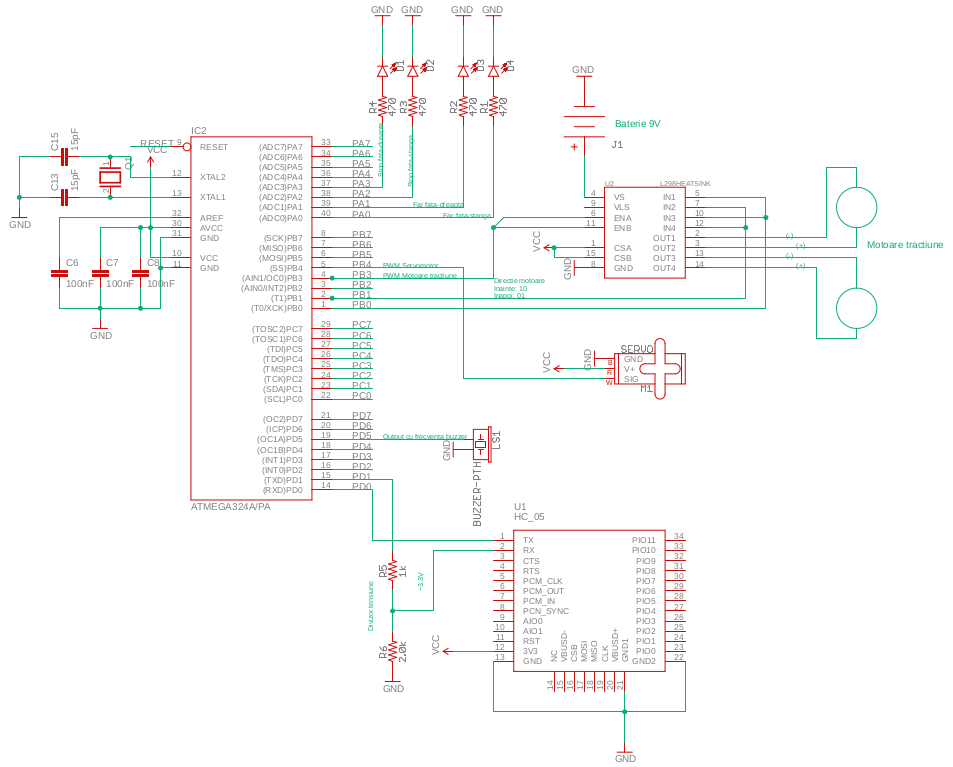 GND
GND
GND
GND
D1
D2
D3
D4
R4
470
R3
470
R2
470
R1
470
GND
Baterie 9V
J1
Stop fata-dreapta
Stop fata-stanga
Far fata-dreapta
Far fata-stanga
C15
15pF
C13
15pF
Q1
1
2
GND
RESET
VCC
IC2
9
RESET
12
XTAL2
13
XTAL1
32
AREF
30
AVCC
31
GND
10
VCC
11
GND
C6
100nF
C7
100nF
C8
100nF
GND
(ADC7)PA7
33
PA7
(ADC6)PA6
34
PA6
(ADC5)PA5
35
PA5
(ADC4)PA4
36
PA4
(ADC3)PA3
37
PA3
(ADC2)PA2
38
PA2
(ADC1)PA1
39
PA1
(ADC0)PA0
40
PA0
(SCK)PB7
8
PB7
(MISO)PB6
7
PB6
(MOSI)PB5
6
PB5
(SS)PB4
5
PB4
(AIN1/OC0)PB3
4
PB3
(AIN0/INT2)PB2
3
PB2
(T1)PB1
2
PB1
(T0/XCK)PB0
1
PB0
(TOSC2)PC7
29
PC7
(TOSC1)PC6
28
PC6
(TDI)PC5
27
PC5
(TDO)PC4
26
PC4
(TMS)PC3
25
PC3
(TCK)PC2
24
PC2
(SDA)PC1
23
PC1
(SCL)PC0
22
PC0
(OC2)PD7
21
PD7
(ICP)PD6
20
PD6
(OC1A)PD5
19
PD5
(OC1B)PD4
18
PD4
(INT1)PD3
17
PD3
(INT0)PD2
16
PD2
(TXD)PD1
15
PD1
(RXD)PD0
14
PD0
ATMEGA324A/PA
PWM Servomotor
PWM Motoare tractiune
Directie motoare
Inainte: 10
Inapoi: 01
Output cu frecventa buzzer
U2
L298HEATSINK
4
VS
9
VLS
6
ENA
11
ENB
1
CSA
15
CSB
8
GND
IN1
5
IN2
7
IN3
10
IN4
12
OUT1
2
OUT2
3
OUT3
13
OUT4
14
VCC
GND
(-)
(+)
(-)
(+)
Motoare tractiune
SERVO
GND
V+
SIG
B
R
W
M1
VCC
GND
GND
LS1
BUZZER-PTH
R5
1k
R6
2.0k
GND
Divizor tensiune
~3.3V
VCC
U1
HC_05
1
TX
2
RX
3
CTS
4
RTS
5
PCM_CLK
6
PCM_OUT
7
PCM_IN
8
PCN_SYNC
9
AIO0
10
AIO1
11
RST
12
3V3
13
GND
PIO11
34
PIO10
33
PIO9
32
PIO8
31
PIO7
30
PIO6
29
PIO5
28
PIO4
27
PIO3
26
PIO2
25
PIO1
24
PIO0
23
GND2
22
NC
VBUSD-
CSB
MOSI
MISO
CLK
VBUSD+
GND1
14
15
16
17
18
19
20
21
GND